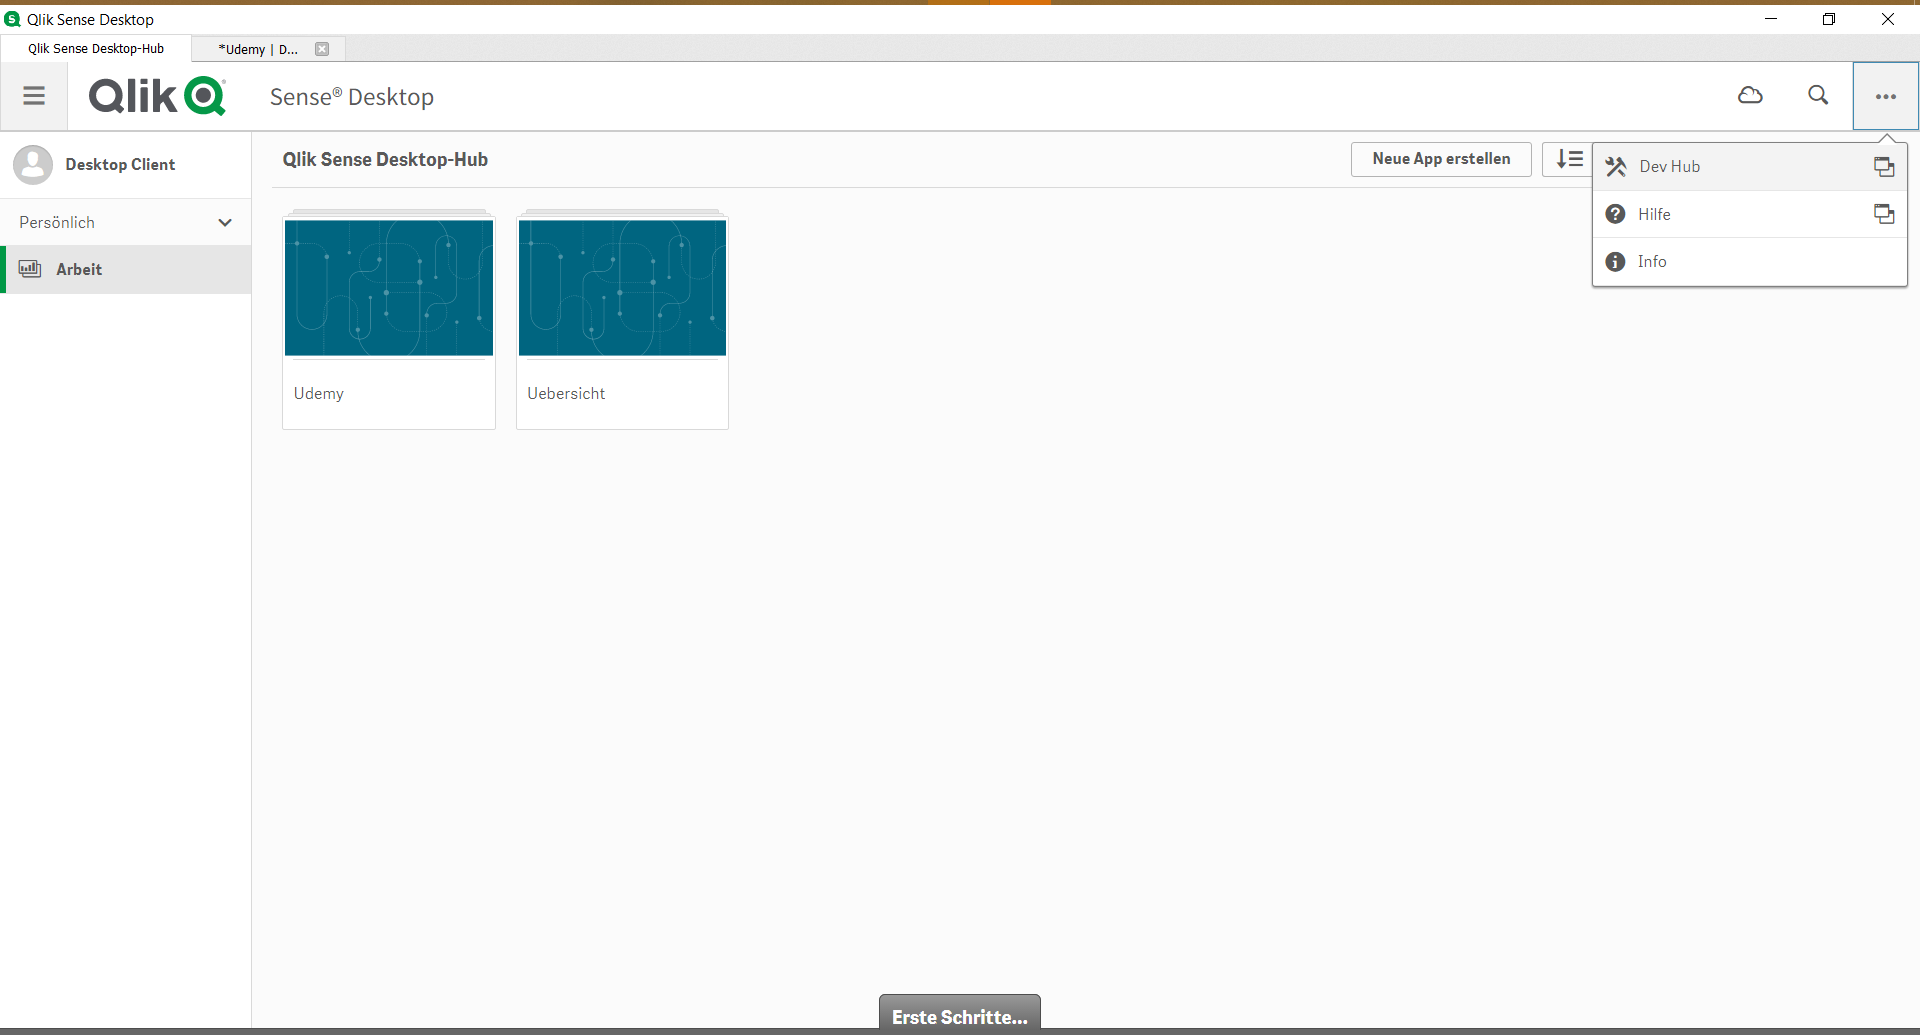 Qlik Sense Desktop
Qlik Sense Desktop-Hub
*Udemy | D...
Qlik
Sense® Desktop
Desktop Client
Persönlich
Arbeit
Qlik Sense Desktop-Hub
Neue App erstellen
Dev Hub
Hilfe
Info
Udemy
Uebersicht
Erste Schritte...